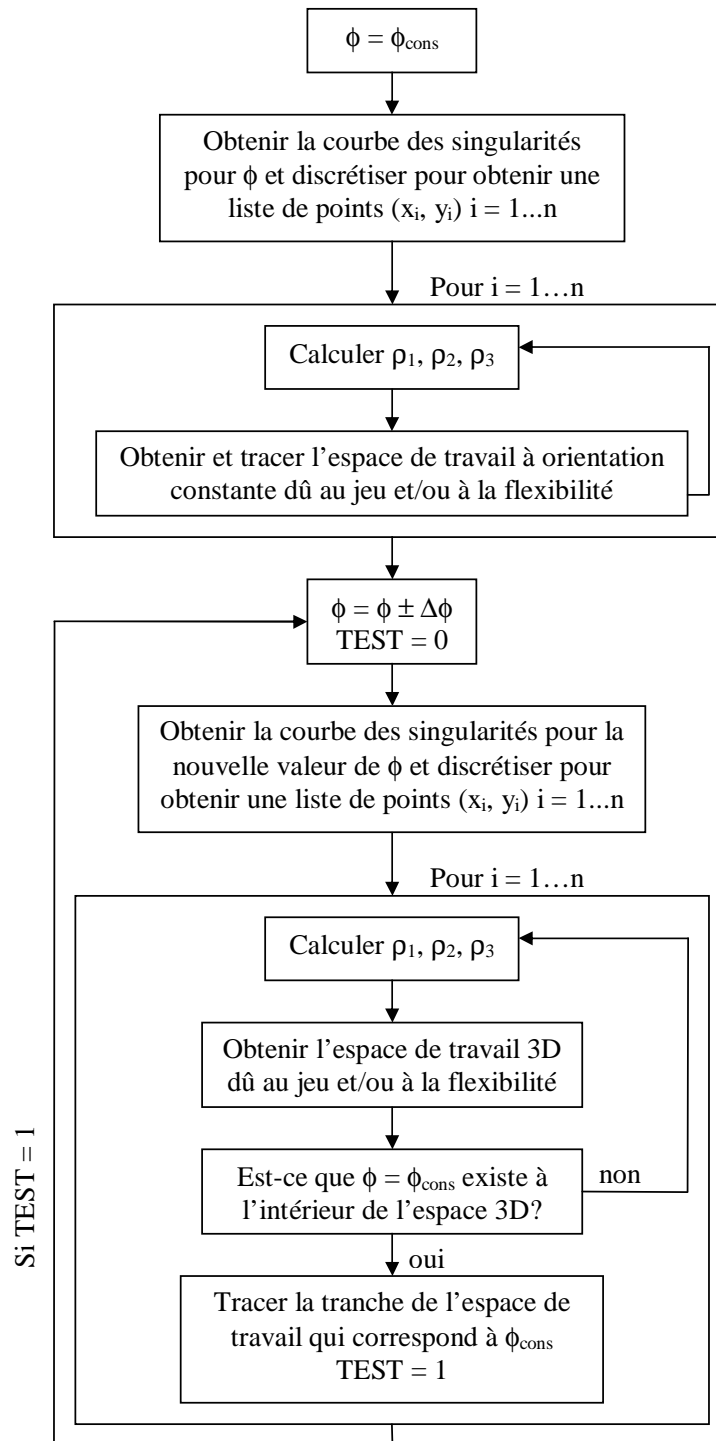 ϕ = ϕcons
Obtenir la courbe des singularités
pour ϕ et discrétiser pour obtenir une
liste de points (xi, yi) i = 1...n
Pour i = 1…n
Calculer ρ1, ρ2, ρ3
Obtenir et tracer l’espace de travail à orientation
constante dû au jeu et/ou à la flexibilité
ϕ = ϕ ± Δϕ
TEST = 0
Obtenir la courbe des singularités pour la
nouvelle valeur de ϕ et discrétiser pour
obtenir une liste de points (xi, yi) i = 1...n
Pour i = 1…n
Calculer ρ1, ρ2, ρ3
Obtenir l’espace de travail 3D
dû au jeu et/ou à la flexibilité
Est-ce que ϕ = ϕcons existe à
l’intérieur de l’espace 3D?
non
oui
Tracer la tranche de l’espace de
travail qui correspond à ϕcons
TEST = 1
Si TEST = 1